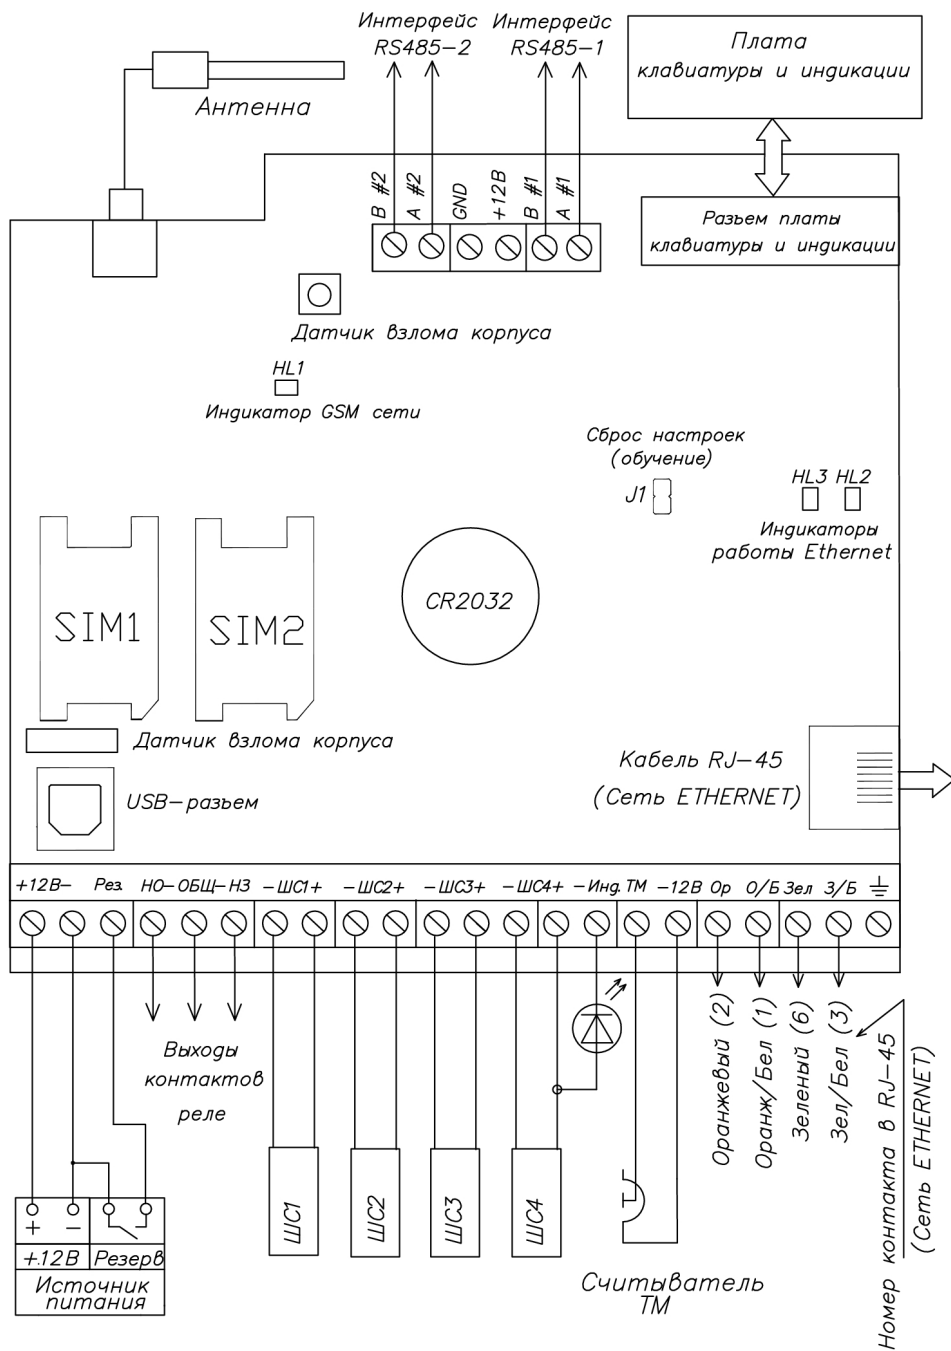 Интерфейс
RS485-2
Интерфейс
RS485-1
Плата
клавиатуры и индикации
Антенна
B #2
A #2
GND
+12В
B #1
A #1
Разъем платы
клавиатуры и индикации
Датчик взлома корпуса
HL1
Индикатор GSM сети
Сброс настроек
(обучение)
J1
HL3 HL2
Индикаторы
работы Ethernet
SIM1
SIM2
CR2032
Датчик взлома корпуса
USB-разъем
Кабель RJ-45
(Сеть ETHERNET)
+12В- Рез. НО-ОБЩ-НЗ -ШС1+ -ШС2+ -ШС3+ -ШС4+ -Инд. ТМ -12В Ор О/Б Зел З/Б
Выходы
контактов
реле
Оранжевый (2)
Оранж/Бел (1)
Зеленый (6)
Зел/Бел (3)
Номер контакта в RJ-45
(Сеть ETHERNET)
ШС1
ШС2
ШС3
ШС4
+ −
+.12В Резерв
Источник
питания
Считыватель
ТМ